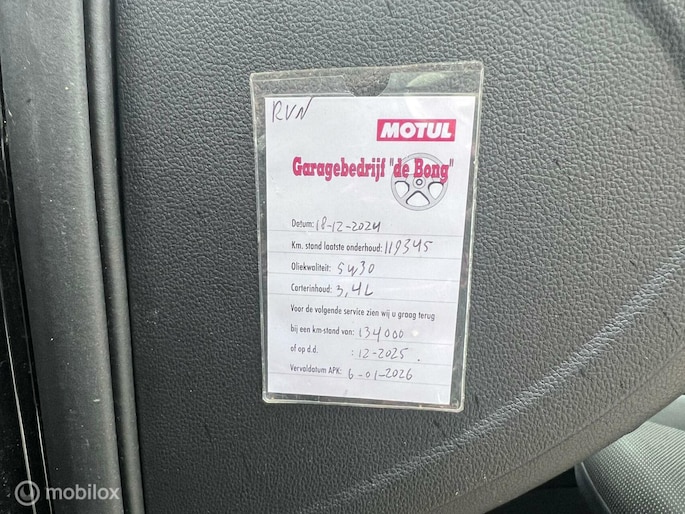 RVN
MOTUL
Garagebedrijf "de Bong"
Datum: 18-12-2024
Km. stand laatste onderhoud: 119345
Oliekwaliteit: 5w30
Carterinhoud: 3,4L
Voor de volgende service zien wij u graag terug
bij een km-stand van: 134000
of op d.d. : 12-2025.
Vervaldatum APK: 6-01-2026
mobilox